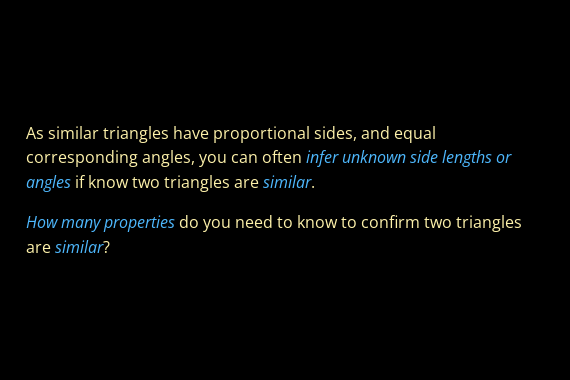 As similar triangles have proportional sides, and equal
corresponding angles, you can often infer unknown side lengths or
angles if know two triangles are similar.
How many properties do you need to know to confirm two triangles
are similar?